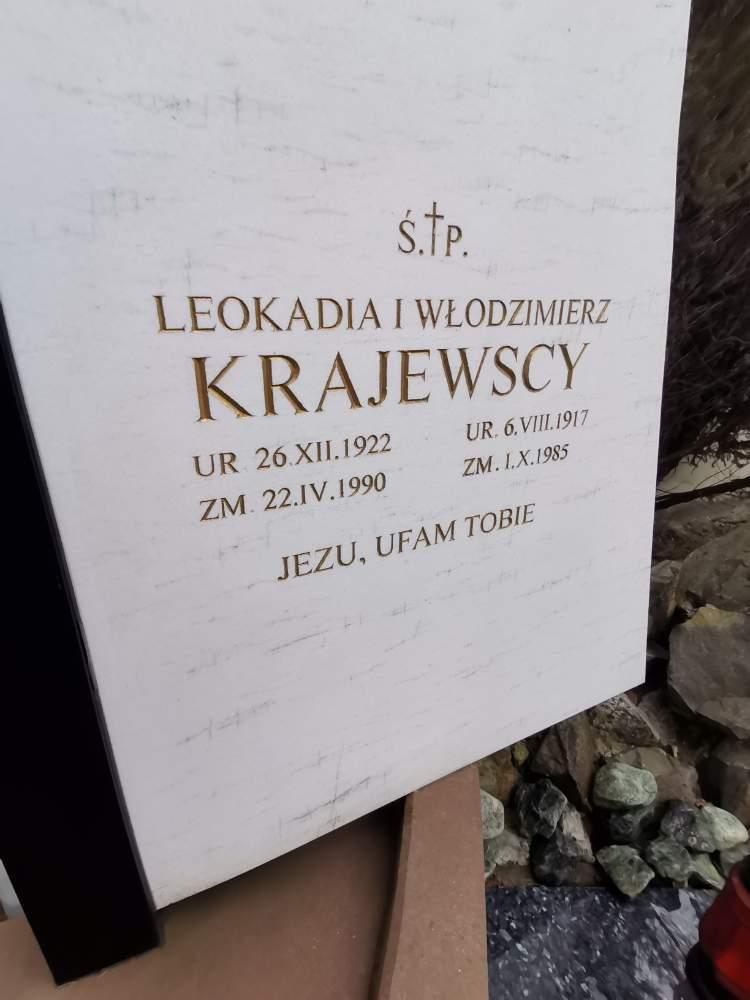 Ś.†P.
LEOKADIA I WŁODZIMIERZ
KRAJEWSCY
UR. 26.XII.1922 UR. 6.VIII.1917
ZM. 22.IV.1990 ZM. 1.X.1985
JEZU, UFAM TOBIE